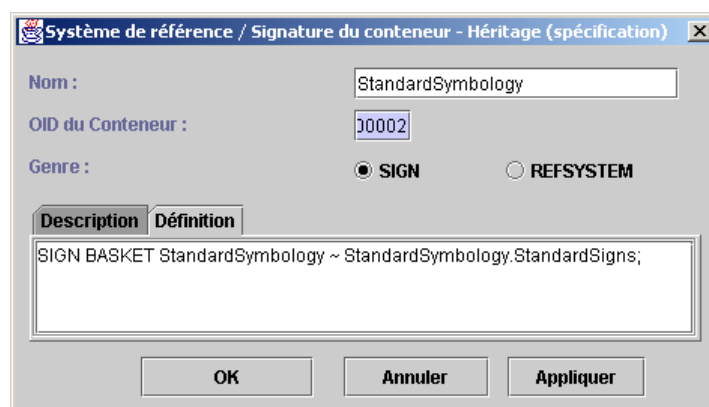 Système de référence / Signature du conteneur - Héritage (spécification)
Nom :
StandardSymbology
OID du Conteneur :
00002
Genre :
SIGN
REFSYSTEM
Description
Définition
SIGN BASKET StandardSymbology ~ StandardSymbology.StandardSigns;
OK
Annuler
Appliquer